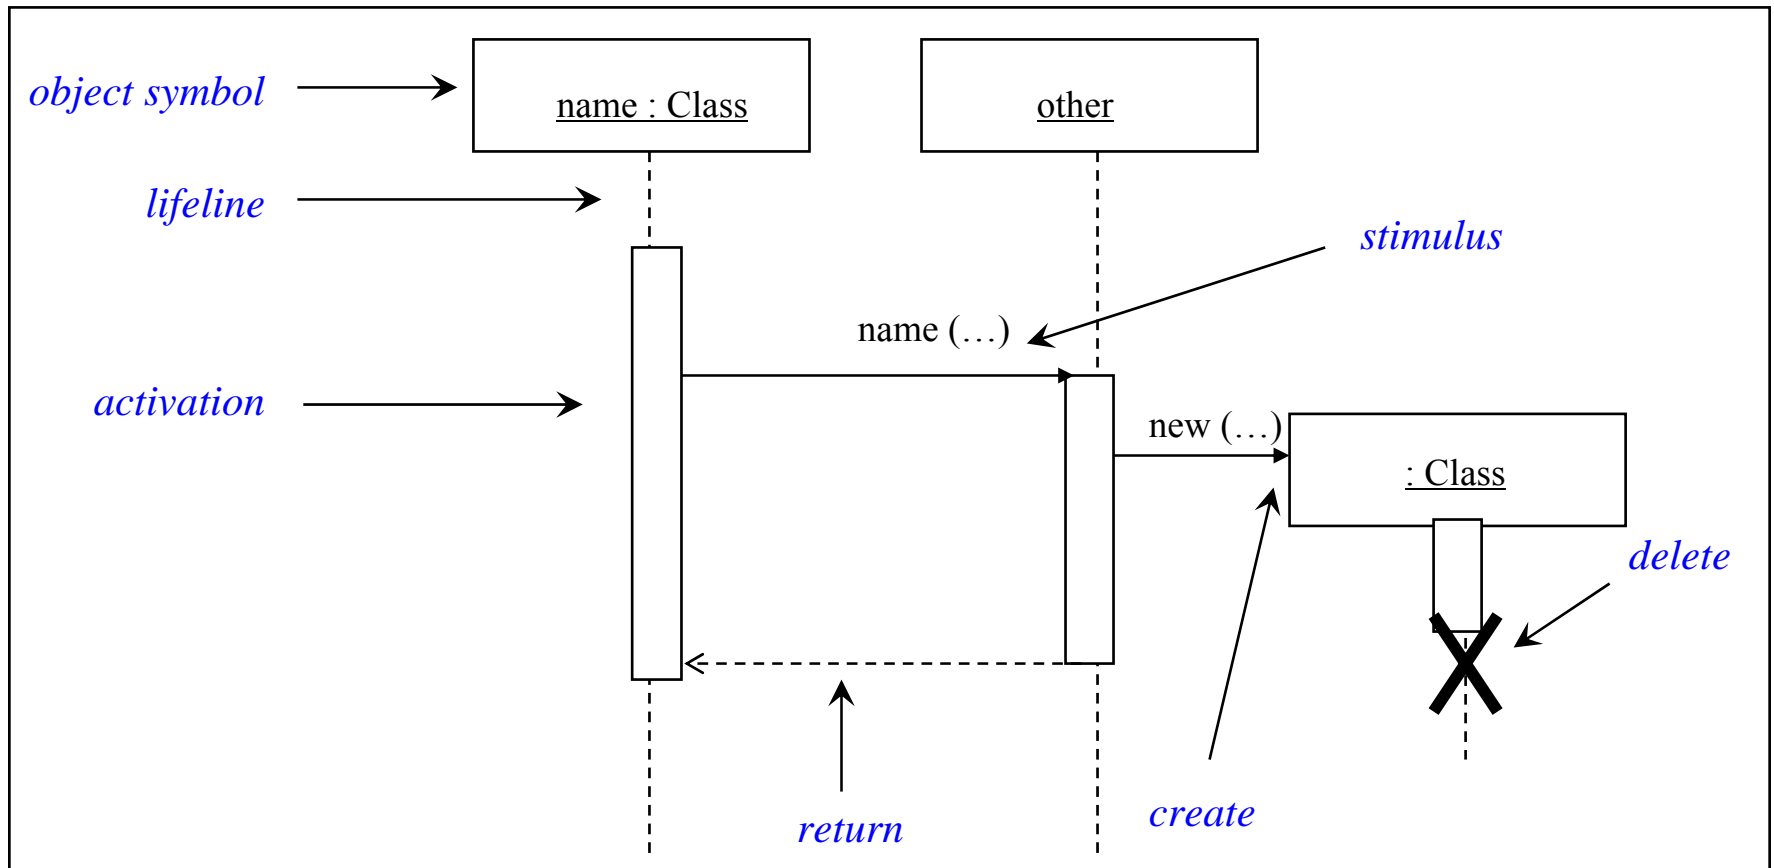 object symbol
name : Class
other
lifeline
stimulus
name (…)
activation
new (…)
: Class
delete
return
create